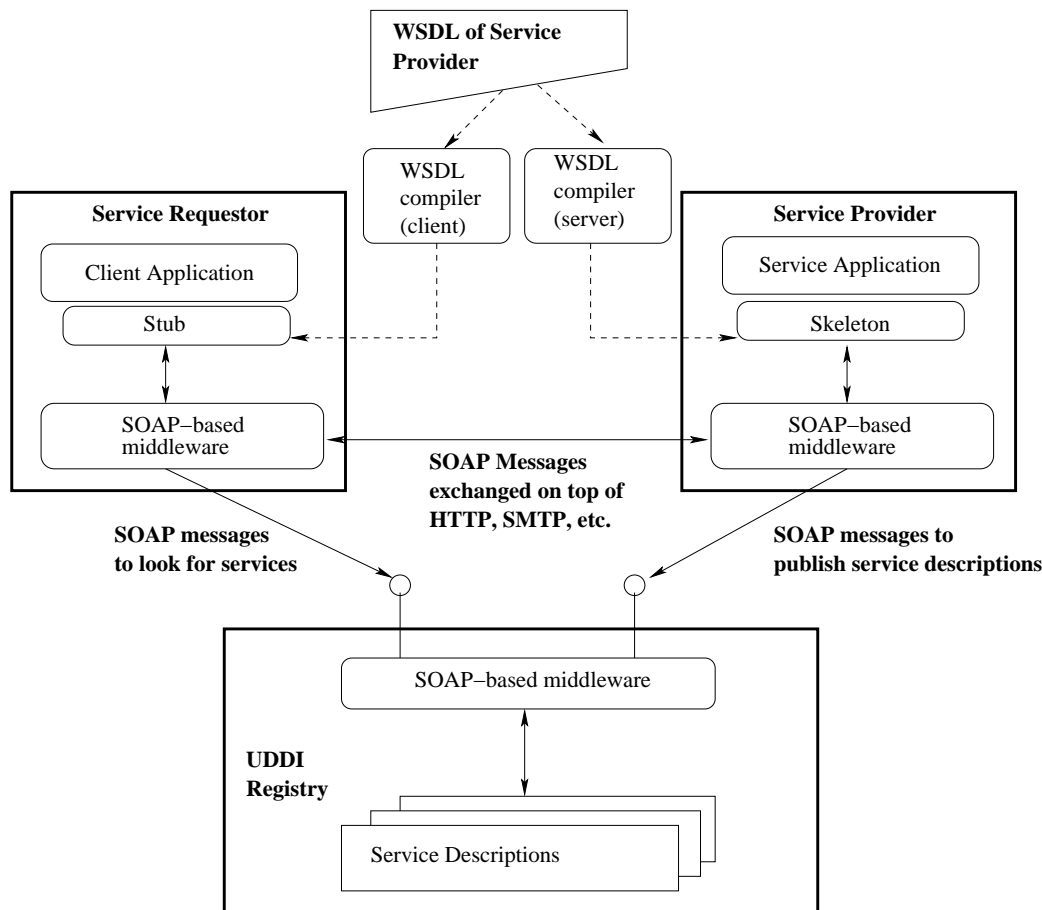 WSDL of Service
Provider
WSDL
compiler
(client)
WSDL
compiler
(server)
Service Requestor
Client Application
Stub
SOAP−based
middleware
Service Provider
Service Application
Skeleton
SOAP−based
middleware
SOAP Messages
exchanged on top of
HTTP, SMTP, etc.
SOAP messages
to look for services
SOAP messages to
publish service descriptions
SOAP−based middleware
UDDI
Registry
Service Descriptions